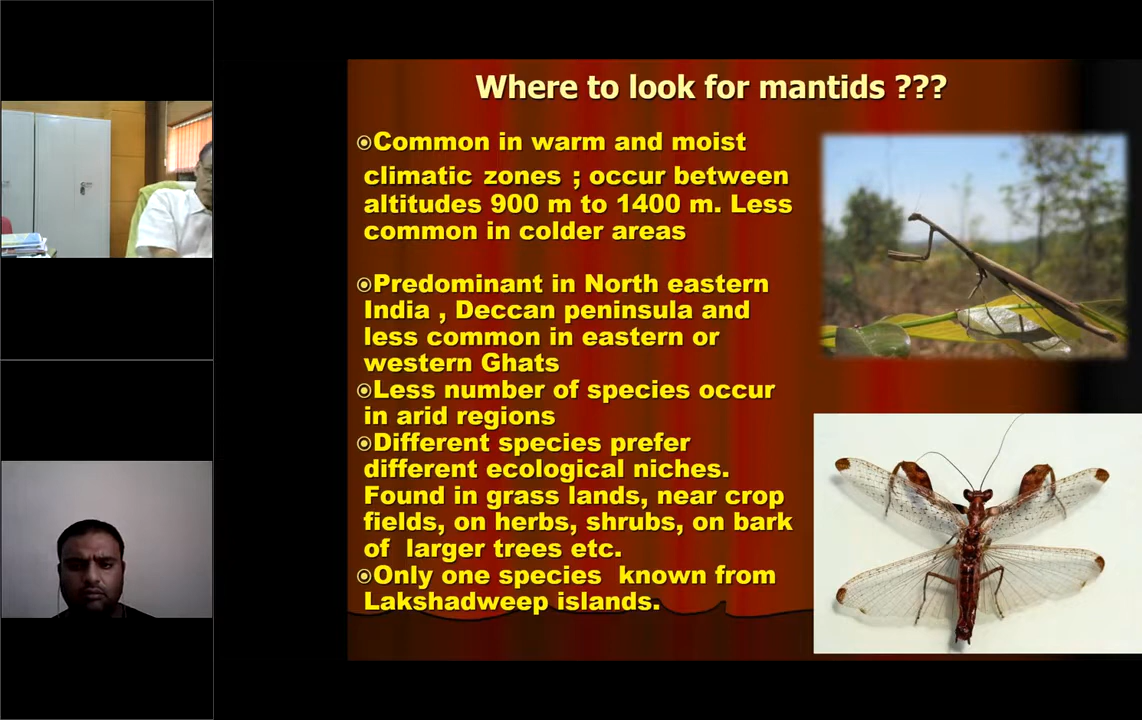 Where to look for mantids ???
Common in warm and moist
climatic zones ; occur between
altitudes 900 m to 1400 m. Less
common in colder areas
Predominant in North eastern
India , Deccan peninsula and
less common in eastern or
western Ghats
Less number of species occur
in arid regions
Different species prefer
different ecological niches.
Found in grass lands, near crop
fields, on herbs, shrubs, on bark
of larger trees etc.
Only one species known from
Lakshadweep islands.